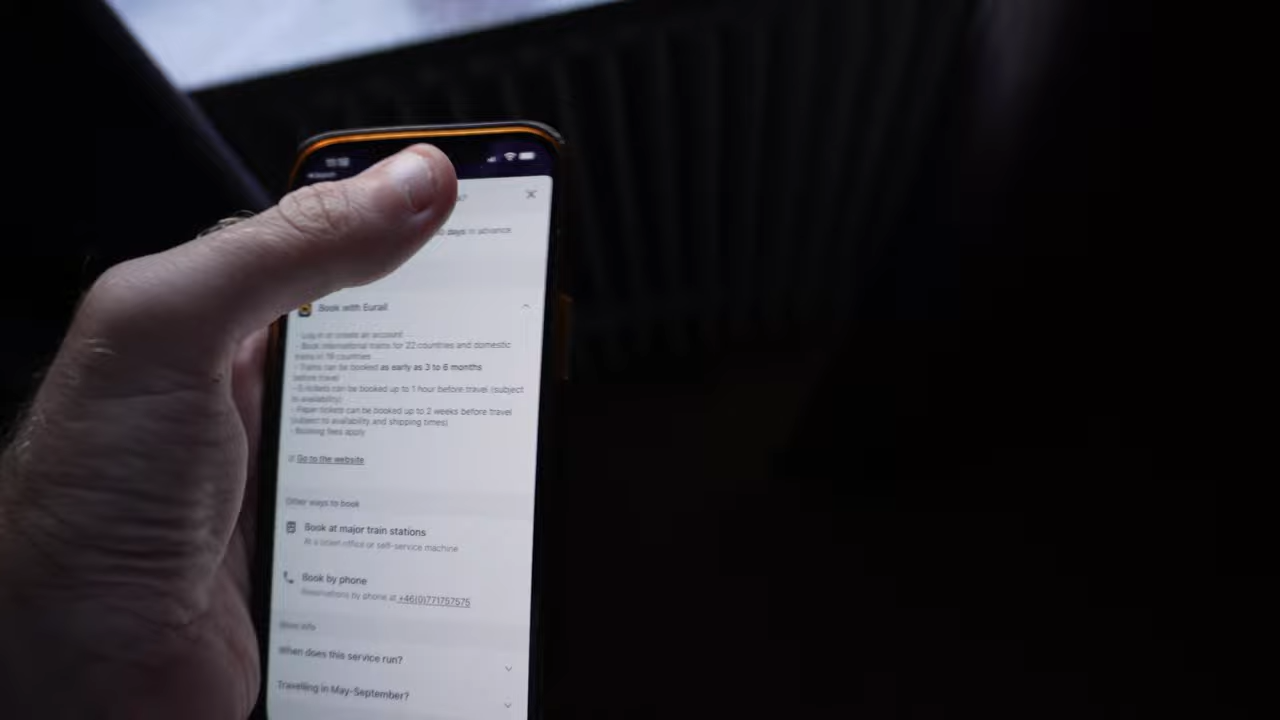 days in advance
Book with Eurail
- Log in or create an account
- Book international trains for 22 countries and domestic
trains in 19 countries
- Trains can be booked as early as 3 to 6 months
before travel
- E-tickets can be booked up to 1 hour before travel (subject
to availability)
- Paper tickets can be booked up to 2 weeks before travel
(subject to availability and shipping times)
- Booking fees apply
Go to the website
Other ways to book
Book at major train stations
At a ticket office or self-service machine
Book by phone
Reservations by phone at +46(0)771757575
More info
When does this service run?
Travelling in May-September?